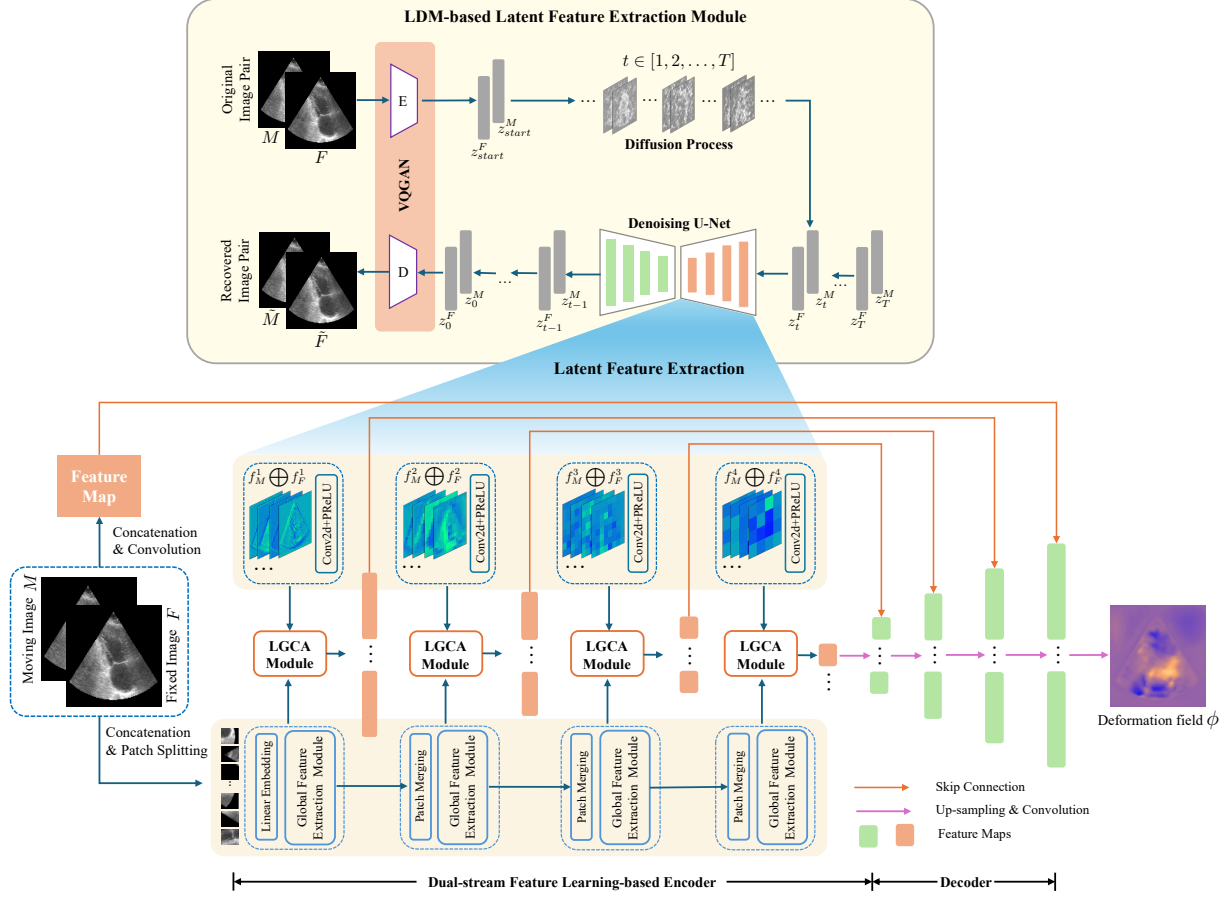 LDM-based Latent Feature Extraction Module
Original
Image Pair
M
F
E
VQGAN
z^M_{start}
z^F_{start}
t ∈ [1, 2, . . . , T]
... ... ... ...
Diffusion Process
Denoising U-Net
Recovered
Image Pair
M̃
F̃
D
z^M_0
z^F_0
...
z^M_{t−1}
z^F_{t−1}
z^M_t
z^F_t
...
z^M_T
z^F_T
Latent Feature Extraction
Feature
Map
Concatenation
& Convolution
Moving Image M
Fixed Image F
Concatenation
& Patch Splitting
f^1_M ⊕ f^1_F
Conv2d+PReLU
...
f^2_M ⊕ f^2_F
Conv2d+PReLU
...
f^3_M ⊕ f^3_F
Conv2d+PReLU
...
f^4_M ⊕ f^4_F
Conv2d+PReLU
...
LGCA
Module
LGCA
Module
LGCA
Module
LGCA
Module
Linear Embedding
Global Feature
Extraction Module
Patch Merging
Global Feature
Extraction Module
Patch Merging
Global Feature
Extraction Module
Patch Merging
Global Feature
Extraction Module
Deformation field ϕ
Skip Connection
Up-sampling & Convolution
Feature Maps
Dual-stream Feature Learning-based Encoder
Decoder